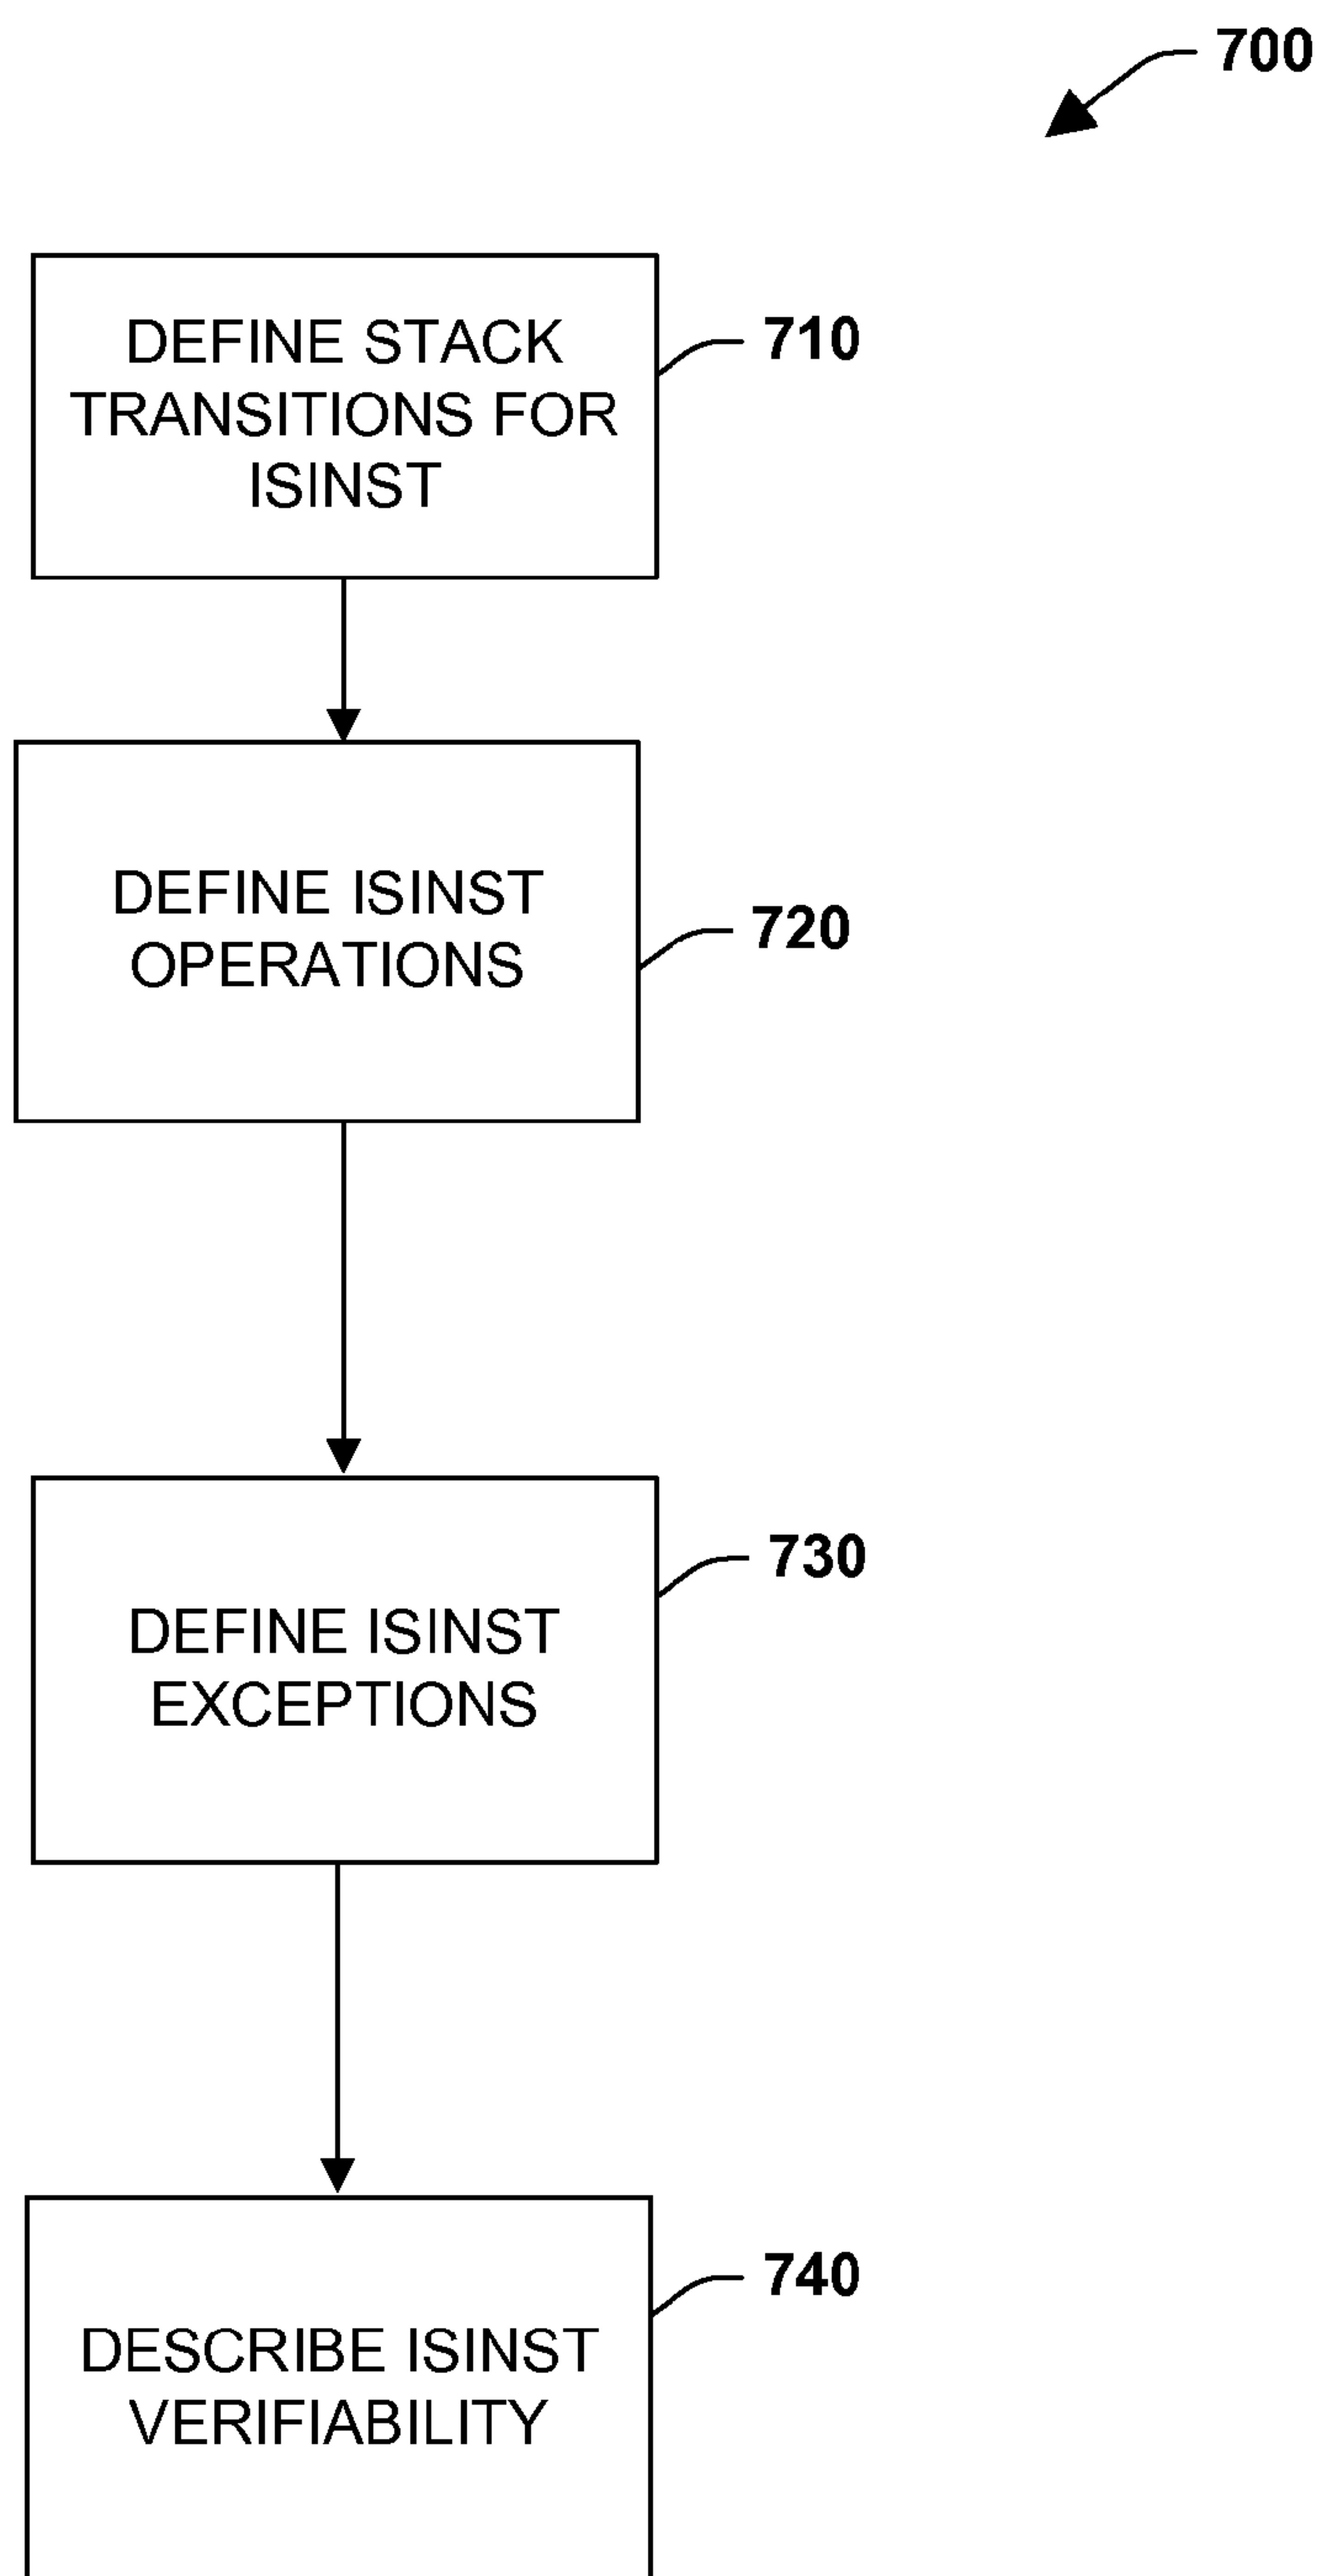 700
DEFINE STACK
TRANSITIONS FOR
ISINST
710
DEFINE ISINST
OPERATIONS
720
DEFINE ISINST
EXCEPTIONS
730
DESCRIBE ISINST
VERIFIABILITY
740